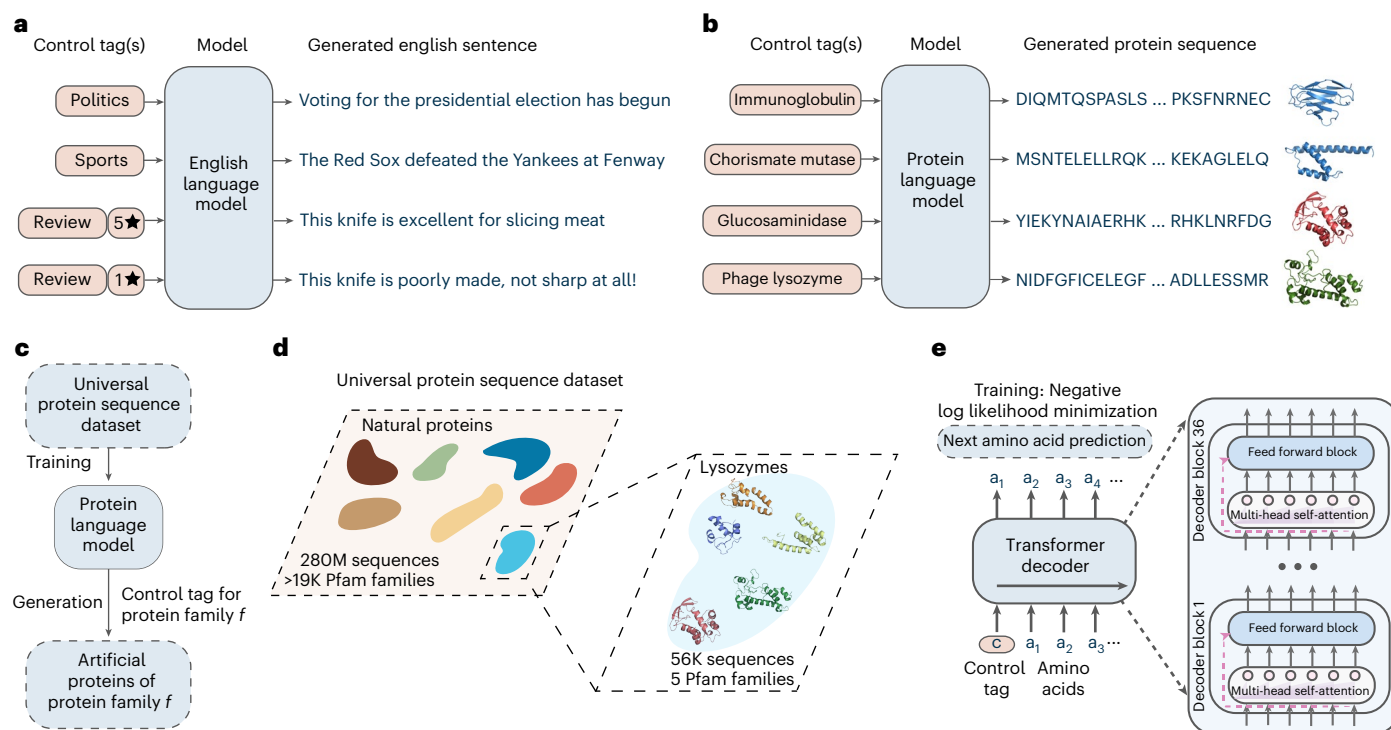 a
Control tag(s)
Model
Generated english sentence
Politics
Voting for the presidential election has begun
Sports
The Red Sox defeated the Yankees at Fenway
English
language
model
Review
5★
This knife is excellent for slicing meat
Review
1★
This knife is poorly made, not sharp at all!
b
Control tag(s)
Model
Generated protein sequence
Immunoglobulin
DIQMTQSPASLS ... PKSFNRNEC
Chorismate mutase
MSNTELELLRQK ... KEKAGLELQ
Protein
language
model
Glucosaminidase
YIEKYNAIAERHK ... RHKLNRFDG
Phage lysozyme
NIDFGFICELEGF ... ADLLESSMR
c
Universal
protein sequence
dataset
Training
Protein
language
model
Generation
Control tag for
protein family f
Artificial
proteins of
protein family f
d
Universal protein sequence dataset
Natural proteins
280M sequences
>19K Pfam families
Lysozymes
56K sequences
5 Pfam families
e
Training: Negative
log likelihood minimization
Next amino acid prediction
a1 a2 a3 a4 ...
Transformer
decoder
c a1 a2 a3...
Control
tag
Amino
acids
Decoder block 36
Feed forward block
Multi-head self-attention
Decoder block 1
Feed forward block
Multi-head self-attention